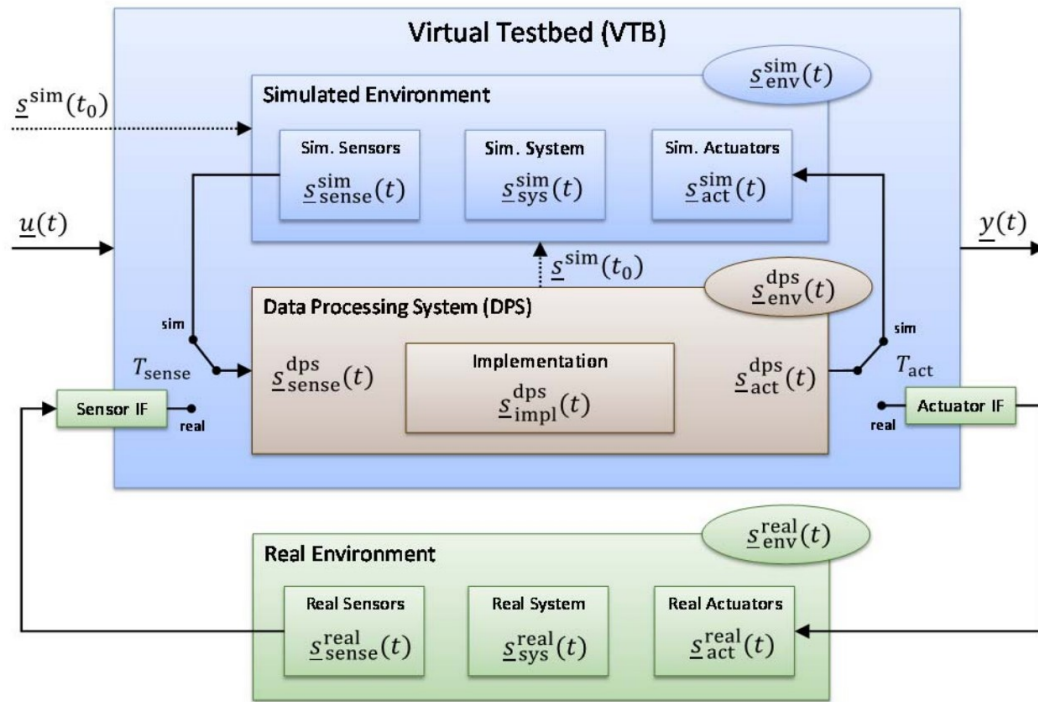 Virtual Testbed (VTB)
s̲^sim_env(t)
s̲^sim(t₀)
Simulated Environment
Sim. Sensors
s̲^sim_sense(t)
Sim. System
s̲^sim_sys(t)
Sim. Actuators
s̲^sim_act(t)
u̲(t)
y̲(t)
s̲^sim(t₀)
s̲^dps_env(t)
Data Processing System (DPS)
sim
T_sense
s̲^dps_sense(t)
Implementation
s̲^dps_impl(t)
s̲^dps_act(t)
sim
T_act
Sensor IF
real
real
Actuator IF
s̲^real_env(t)
Real Environment
Real Sensors
s̲^real_sense(t)
Real System
s̲^real_sys(t)
Real Actuators
s̲^real_act(t)